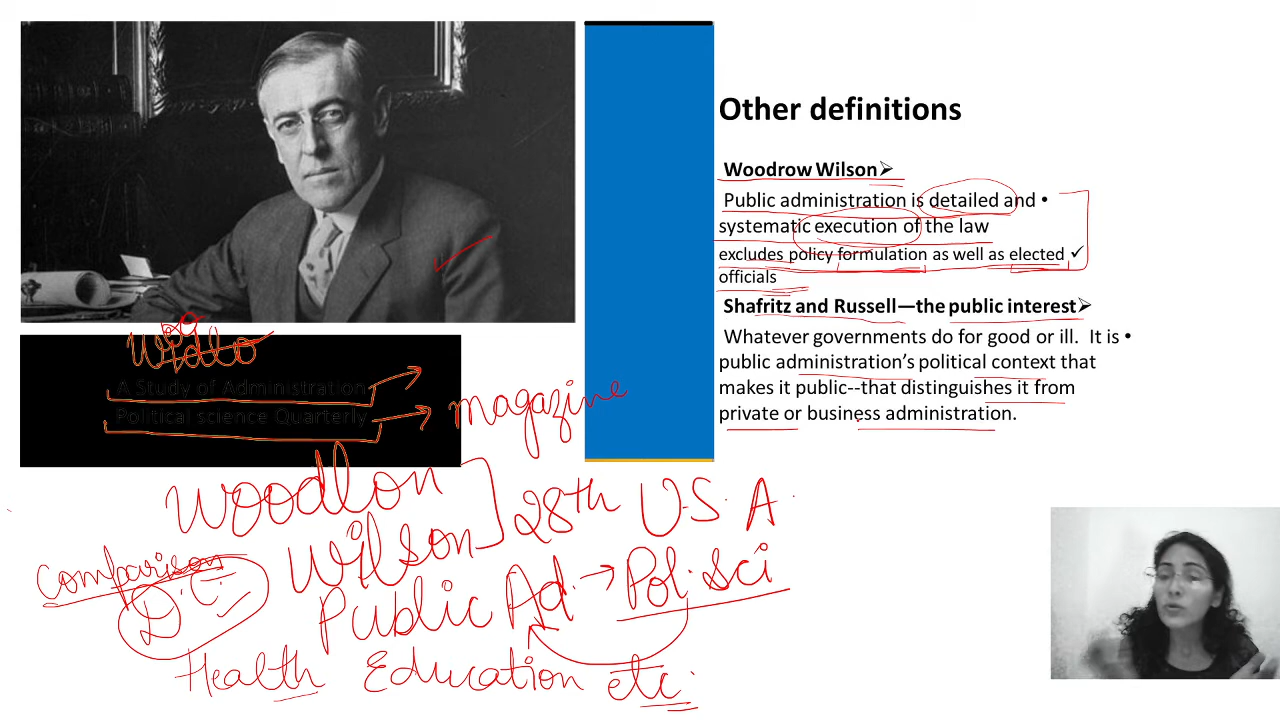 Other definitions
Woodrow Wilson➢
Public administration is detailed and •
systematic execution of the law
excludes policy formulation as well as elected ✓
officials
Shafritz and Russell—the public interest➢
Whatever governments do for good or ill. It is •
public administration's political context that
makes it public--that distinguishes it from
private or business administration.
A Study of Administration
Political science Quarterly
magazine
Woodlon
Wilson
28th U.S.A.
comparison
D.C.
Public Ad. → Pol. Sci
Health Education etc.